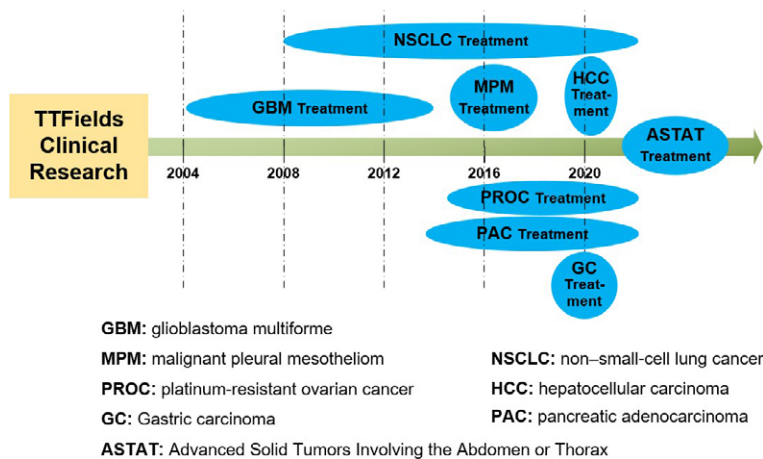 NSCLC Treatment
MPM
Treatment
HCC
Treat-
ment
GBM Treatment
TTFields
Clinical
Research
ASTAT
Treatment
2004
2008
2012
2016
2020
PROC Treatment
PAC Treatment
GC
Treat-
ment
GBM: glioblastoma multiforme
MPM: malignant pleural mesotheliom
NSCLC: non–small-cell lung cancer
PROC: platinum-resistant ovarian cancer
HCC: hepatocellular carcinoma
GC: Gastric carcinoma
PAC: pancreatic adenocarcinoma
ASTAT: Advanced Solid Tumors Involving the Abdomen or Thorax